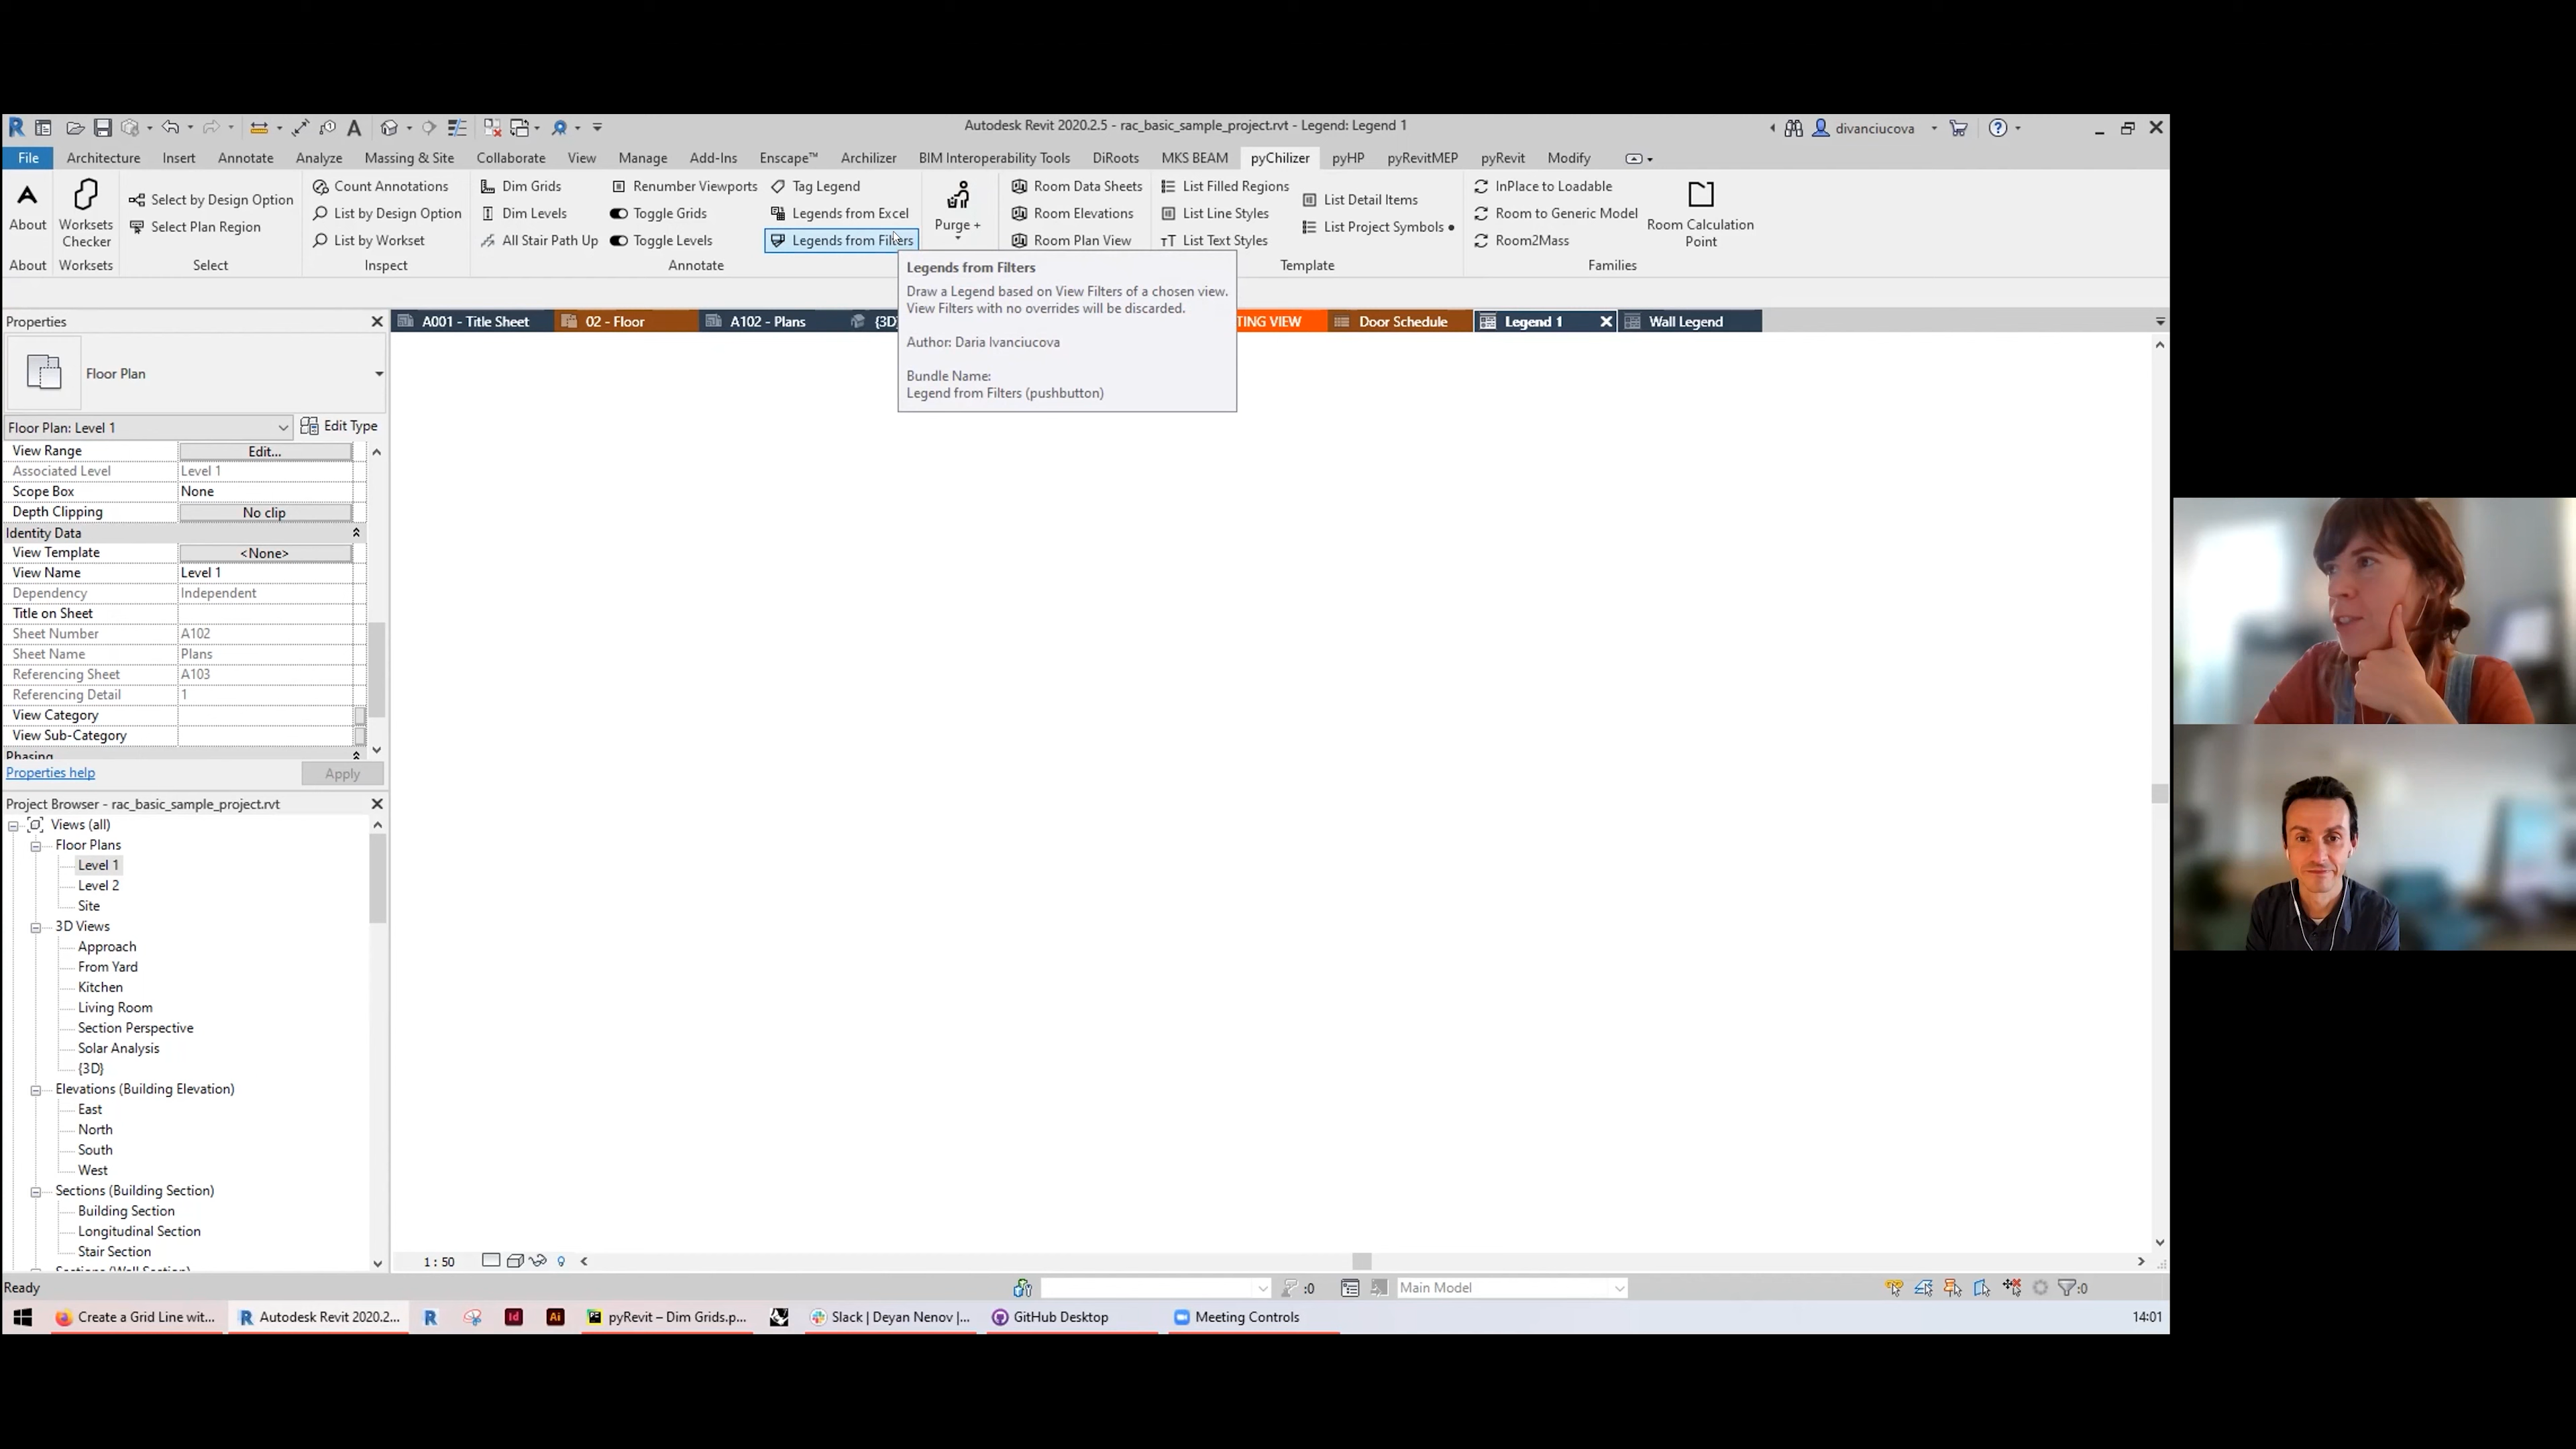 Autodesk Revit 2020.2.5 - rac_basic_sample_project.rvt - Legend: Legend 1
divanciucova
File Architecture Insert Annotate Analyze Massing & Site Collaborate View Manage Add-Ins Enscape™ Archilizer BIM Interoperability Tools DiRoots MKS BEAM pyChilizer pyHP pyRevitMEP pyRevit Modify
About
About
Worksets Checker
Worksets
Select by Design Option
Select Plan Region
Select
Count Annotations
List by Design Option
List by Workset
Inspect
Dim Grids
Dim Levels
All Stair Path Up
Renumber Viewports
Toggle Grids
Toggle Levels
Tag Legend
Legends from Excel
Legends from Filters
Annotate
Purge +
Room Data Sheets
Room Elevations
Room Plan View
List Filled Regions
List Line Styles
List Text Styles
List Detail Items
List Project Symbols
Template
InPlace to Loadable
Room to Generic Model
Room2Mass
Room Calculation Point
Families
Legends from Filters
Draw a Legend based on View Filters of a chosen view.
View Filters with no overrides will be discarded.
Author: Daria Ivanciucova
Bundle Name:
Legend from Filters (pushbutton)
A001 - Title Sheet
02 - Floor
A102 - Plans
{3D
TING VIEW
Door Schedule
Legend 1
Wall Legend
Properties
Floor Plan
Floor Plan: Level 1
Edit Type
View Range Edit...
Associated Level Level 1
Scope Box None
Depth Clipping No clip
Identity Data
View Template <None>
View Name Level 1
Dependency Independent
Title on Sheet
Sheet Number A102
Sheet Name Plans
Referencing Sheet A103
Referencing Detail 1
View Category
View Sub-Category
Phasing
Properties help
Apply
Project Browser - rac_basic_sample_project.rvt
Views (all)
Floor Plans
Level 1
Level 2
Site
3D Views
Approach
From Yard
Kitchen
Living Room
Section Perspective
Solar Analysis
{3D}
Elevations (Building Elevation)
East
North
South
West
Sections (Building Section)
Building Section
Longitudinal Section
Stair Section
Sections (Wall Section)
1 : 50
Ready
:0
Main Model
:0
Create a Grid Line wit...
Autodesk Revit 2020.2...
pyRevit – Dim Grids.p...
Slack | Deyan Nenov |...
GitHub Desktop
Meeting Controls
14:01